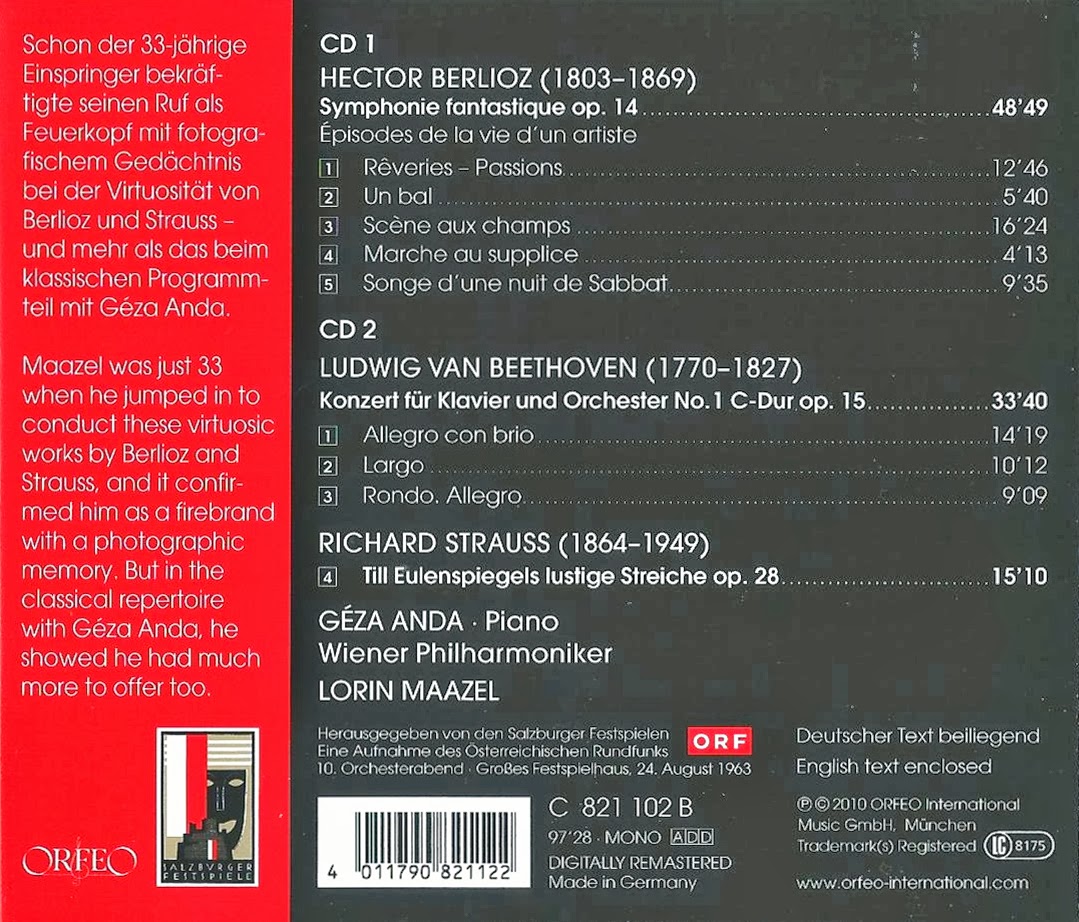 Schon der 33-jährige
Einspringer bekräf-
tigte seinen Ruf als
Feuerkopf mit fotogra-
fischem Gedächtnis
bei der Virtuosität von
Berlioz und Strauss –
und mehr als das beim
klassischen Programm-
teil mit Géza Anda.
Maazel was just 33
when he jumped in to
conduct these virtuosic
works by Berlioz and
Strauss, and it confir-
med him as a firebrand
with a photographic
memory. But in the
classical repertoire
with Géza Anda, he
showed he had much
more to offer too.
ORFEO
SALZBURGER
FESTSPIELE
CD 1
HECTOR BERLIOZ (1803–1869)
Symphonie fantastique op. 14 48’49
Épisodes de la vie d’un artiste
1 Rêveries – Passions 12’46
2 Un bal 5’40
3 Scène aux champs 16’24
4 Marche au supplice 4’13
5 Songe d’une nuit de Sabbat 9’35
CD 2
LUDWIG VAN BEETHOVEN (1770–1827)
Konzert für Klavier und Orchester No. 1 C-Dur op. 15 33’40
1 Allegro con brio 14’19
2 Largo 10’12
3 Rondo. Allegro 9’09
RICHARD STRAUSS (1864–1949)
4 Till Eulenspiegels lustige Streiche op. 28 15’10
GÉZA ANDA · Piano
Wiener Philharmoniker
LORIN MAAZEL
Herausgegeben von den Salzburger Festspielen
Eine Aufnahme des Österreichischen Rundfunks
10. Orchesterabend · Großes Festspielhaus, 24. August 1963
ORF
Deutscher Text beiliegend
English text enclosed
4 011790 821122
C 821 102 B
97’28 · MONO ADD
DIGITALLY REMASTERED
Made in Germany
℗ © 2010 ORFEO International
Music GmbH, München
Trademark(s) Registered LC 8175
www.orfeo-international.com